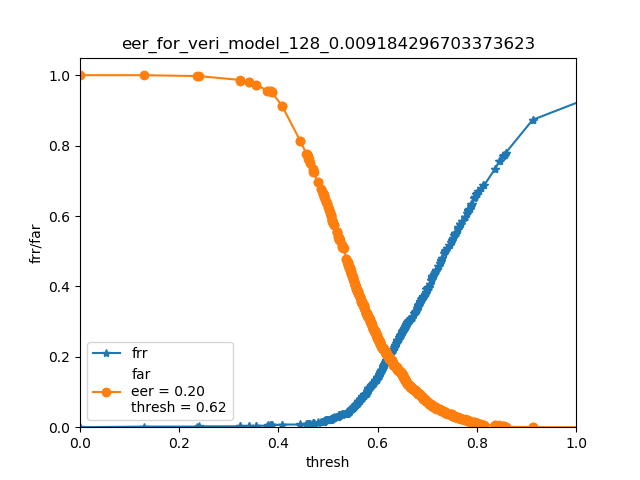 eer_for_veri_model_128_0.009184296703373623
1.0
0.8
0.6
0.4
0.2
0.0
frr/far
frr
far
eer = 0.20
thresh = 0.62
0.0 0.2 0.4 0.6 0.8 1.0
thresh